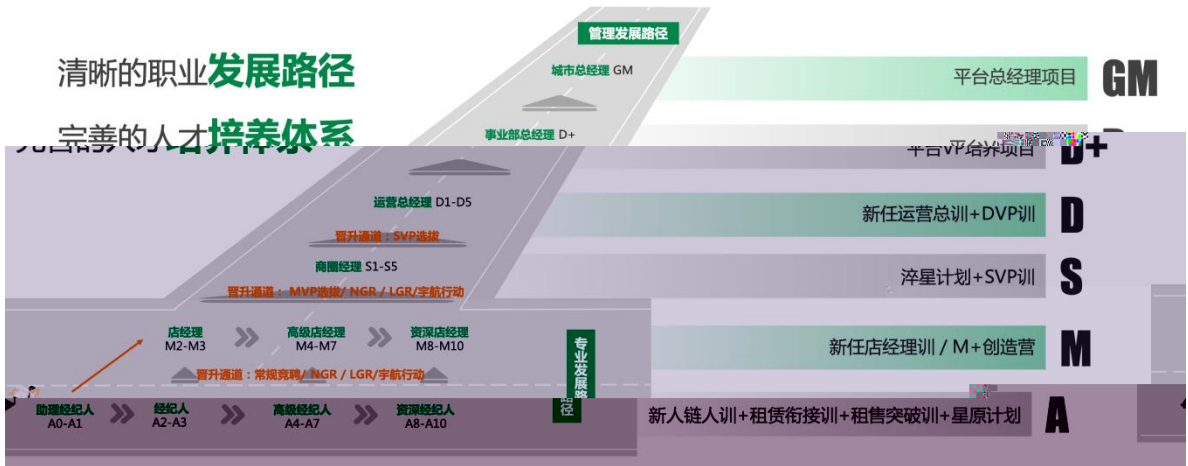 清晰的职业发展路径
完善的人才培养体系
管理发展路径
城市总经理 GM
平台总经理项目 GM
事业部总经理 D+
平台VP培养项目 D+
运营总经理 D1-D5
新任运营总训+DVP训 D
晋升通道：SVP选拔
商圈经理 S1-S5
淬星计划+SVP训 S
晋升通道： MVP选拔/ NGR / LGR/宇航行动
店经理 高级店经理 资深店经理
M2-M3 M4-M7 M8-M10
新任店经理训 / M+创造营 M
晋升通道：常规竞聘/ NGR / LGR/宇航行动
专业发展路径
助理经纪人 经纪人 高级经纪人 资深经纪人
A0-A1 A2-A3 A4-A7 A8-A10
新人链人训+租赁衔接训+租售突破训+星原计划 A